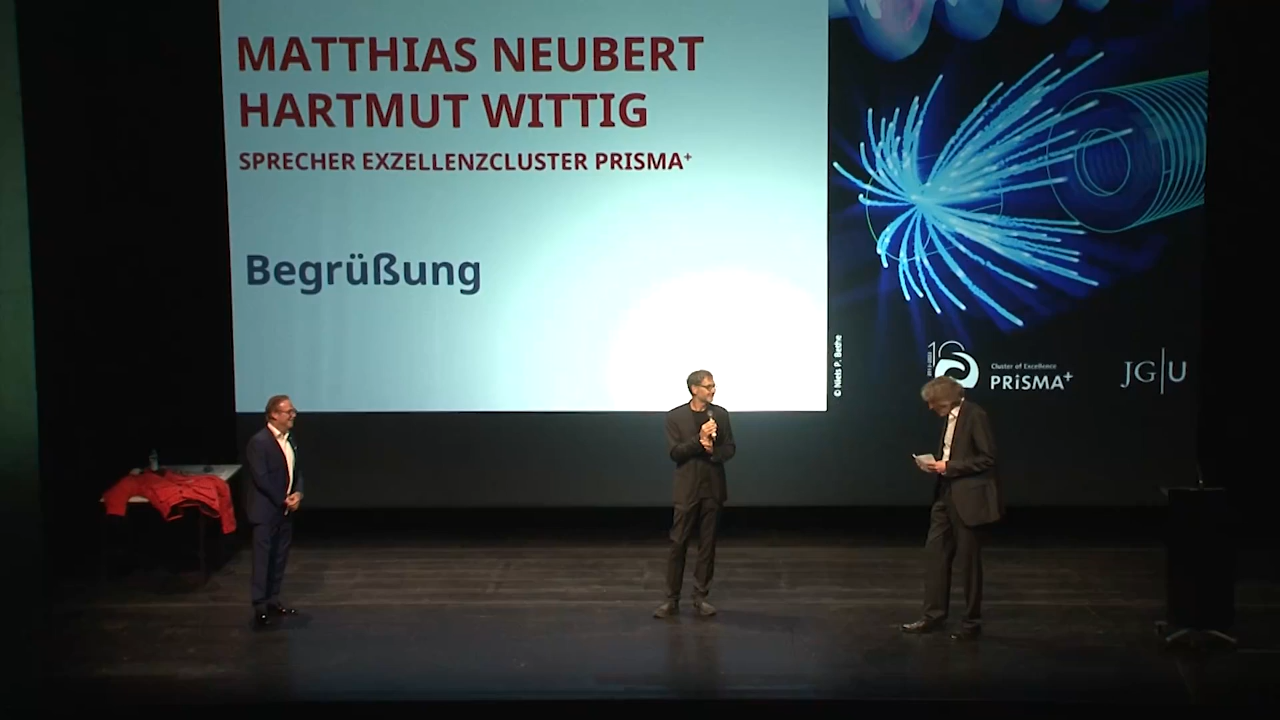 MATTHIAS NEUBERT
HARTMUT WITTIG
SPRECHER EXZELLENZCLUSTER PRISMA⁺
Begrüßung
© Niels P. Bethe
Cluster of Excellence
PRiSMA⁺
JG|U